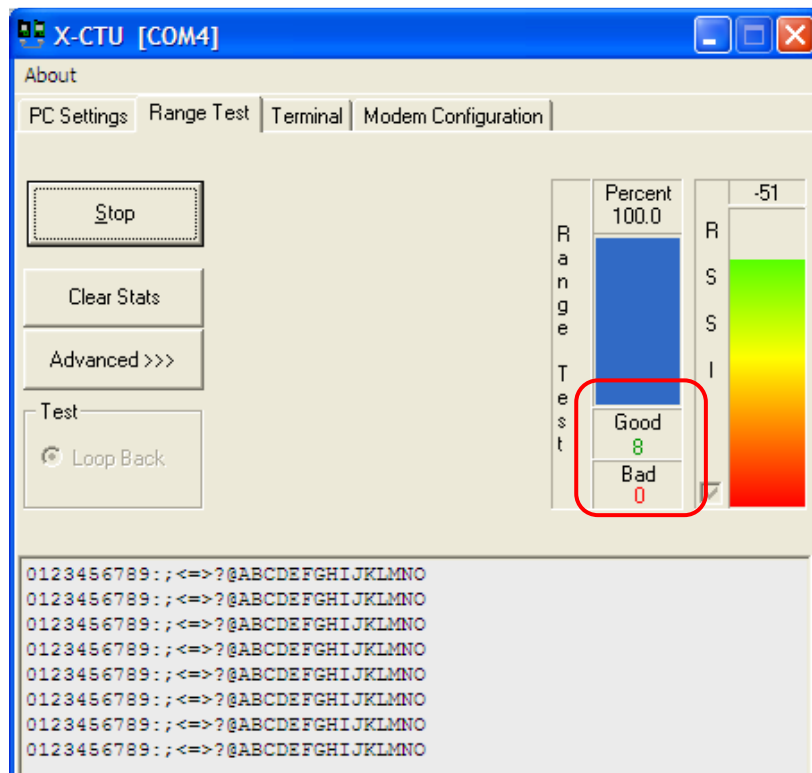 X-CTU [COM4]
About
PC Settings
Range Test
Terminal
Modem Configuration
Stop
Clear Stats
Advanced >>>
Test
Loop Back
Range Test
Percent
100.0
Good
8
Bad
0
RSSI
-51
0123456789:;<=>?@ABCDEFGHIJKLMNO
0123456789:;<=>?@ABCDEFGHIJKLMNO
0123456789:;<=>?@ABCDEFGHIJKLMNO
0123456789:;<=>?@ABCDEFGHIJKLMNO
0123456789:;<=>?@ABCDEFGHIJKLMNO
0123456789:;<=>?@ABCDEFGHIJKLMNO
0123456789:;<=>?@ABCDEFGHIJKLMNO
0123456789:;<=>?@ABCDEFGHIJKLMNO